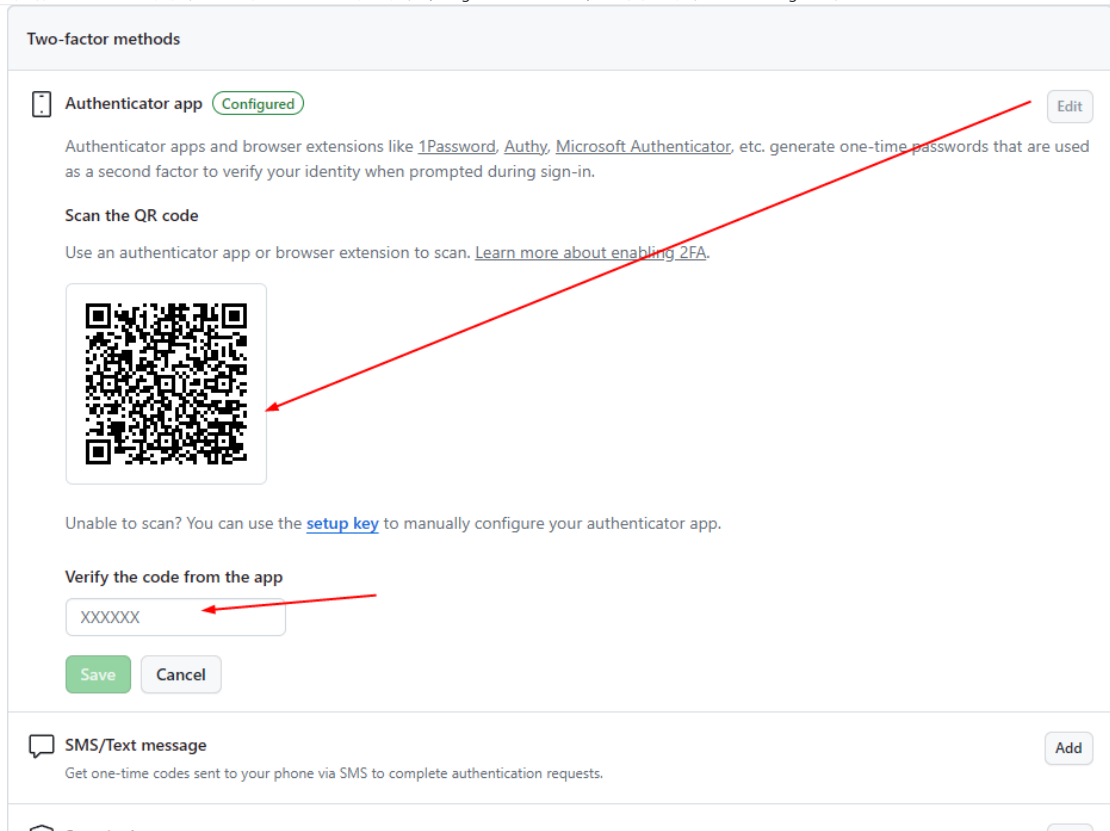 Two-factor methods
Authenticator app Configured
Edit
Authenticator apps and browser extensions like 1Password, Authy, Microsoft Authenticator, etc. generate one-time passwords that are used
as a second factor to verify your identity when prompted during sign-in.
Scan the QR code
Use an authenticator app or browser extension to scan. Learn more about enabling 2FA.
Unable to scan? You can use the setup key to manually configure your authenticator app.
Verify the code from the app
XXXXXX
Save Cancel
SMS/Text message
Add
Get one-time codes sent to your phone via SMS to complete authentication requests.